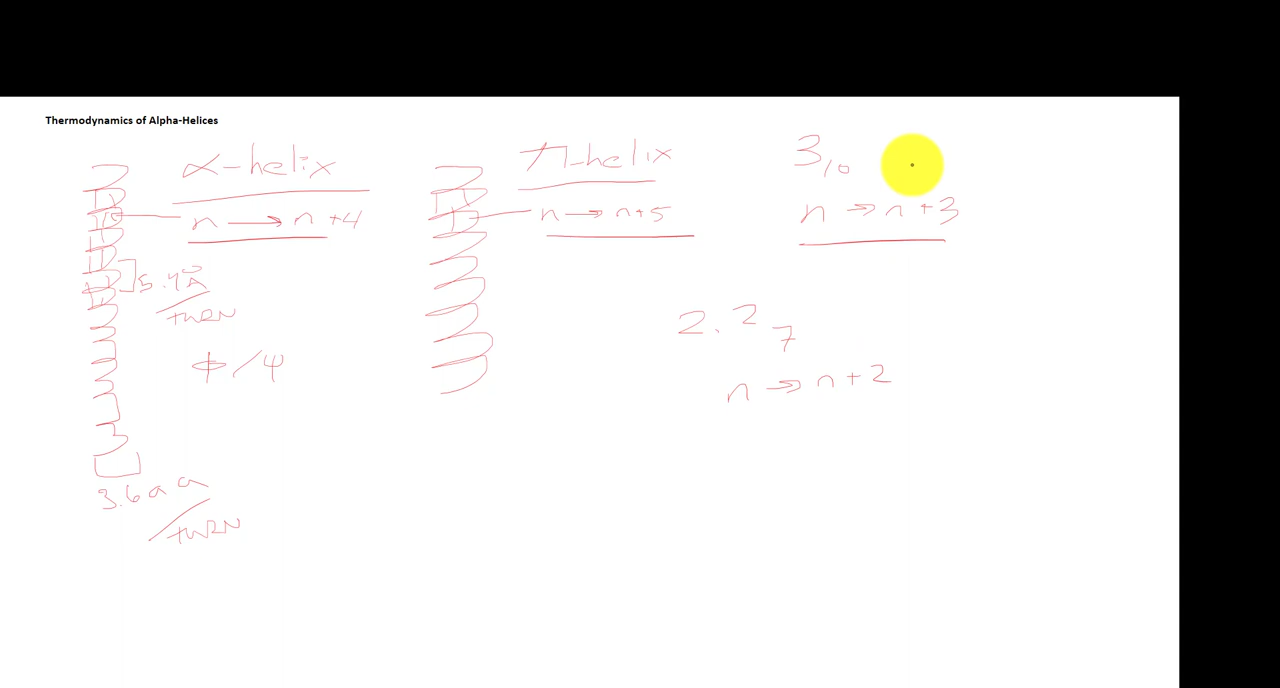 Thermodynamics of Alpha-Helices
α-helix
n → n+4
5.4Å
/TURN
φ/ψ
3.6 aa
/TURN
π-helix
n → n+5
3₁₀
n → n+3
2.2₇
n → n+2